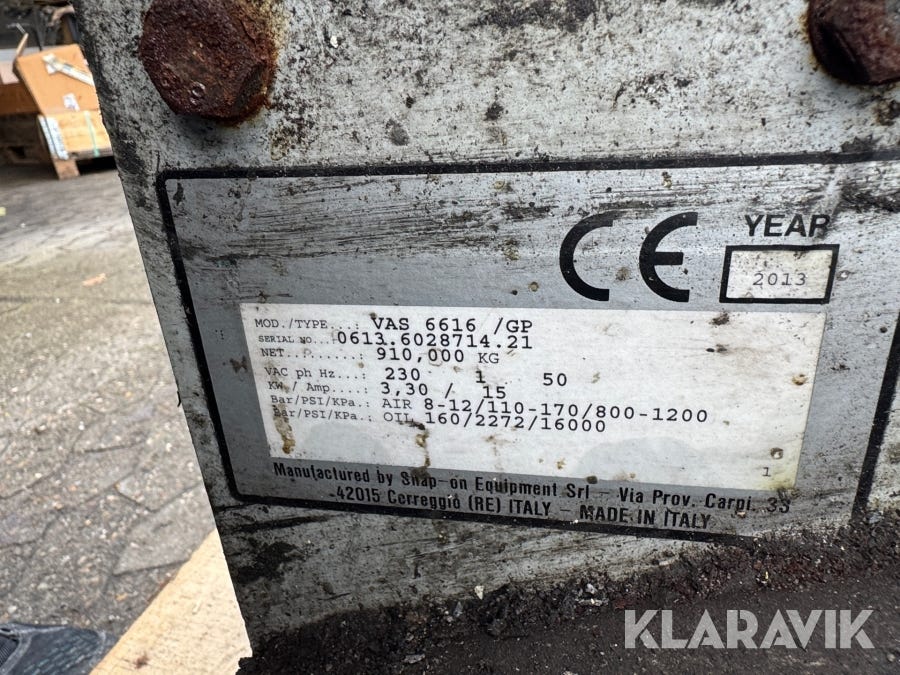 CE
YEAR
2013
MOD./TYPE...: VAS 6616 /GP
SERIAL NO...: 0613.6028714.21
NET.........: 910,000 KG
VAC ph Hz...: 230 1 50
KW / Amp....: 3,30 / 15
Bar/PSI/KPa.: AIR 8-12/110-170/800-1200
Bar/PSI/KPa.: OIL 160/2272/16000
1
Manufactured by Snap-on Equipment Srl - Via Prov. Carpi, 33
42015 Correggio (RE) ITALY - MADE IN ITALY
KLARAVIK